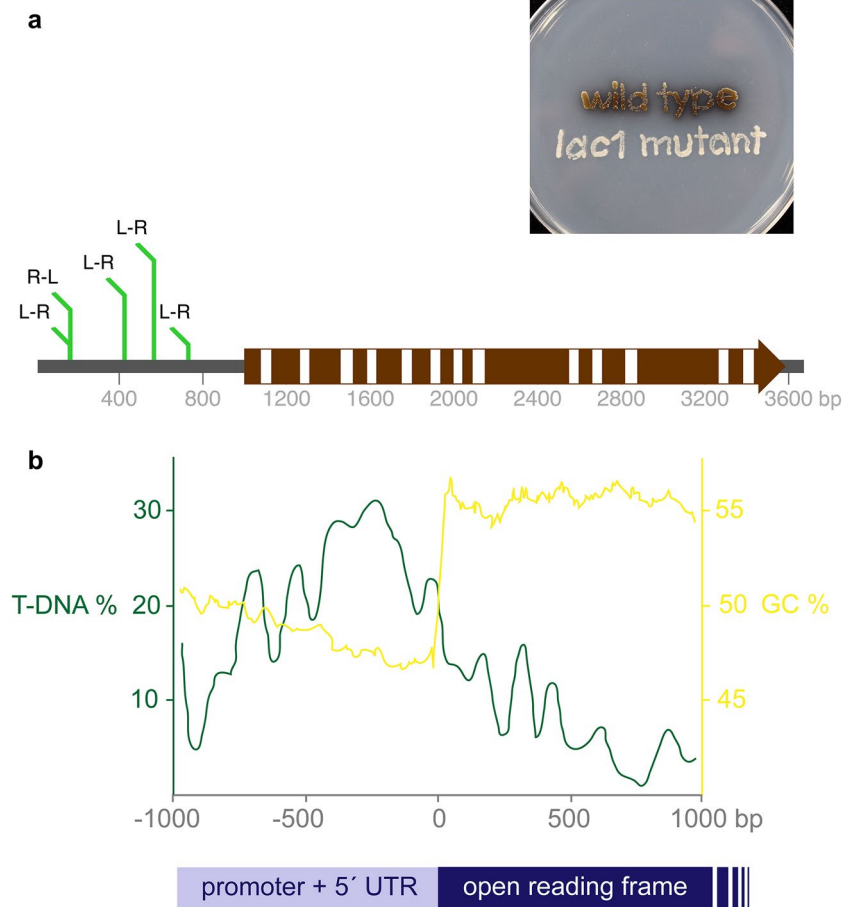 a
wild type
lac1 mutant
L-R
L-R
R-L
L-R
L-R
400 800 1200 1600 2000 2400 2800 3200 3600 bp
b
30 55
T-DNA % 20 50 GC %
10 45
-1000 -500 0 500 1000 bp
promoter + 5´ UTR open reading frame